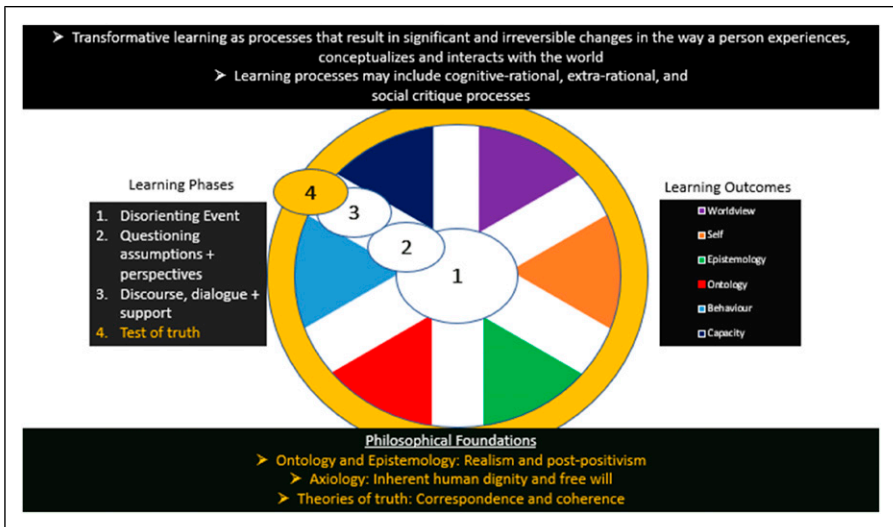 ➤ Transformative learning as processes that result in significant and irreversible changes in the way a person experiences,
conceptualizes and interacts with the world
➤ Learning processes may include cognitive-rational, extra-rational, and
social critique processes
Learning Phases
1. Disorienting Event
2. Questioning
assumptions +
perspectives
3. Discourse, dialogue +
support
4. Test of truth
4
3
2
1
Learning Outcomes
Worldview
Self
Epistemology
Ontology
Behaviour
Capacity
Philosophical Foundations
➤ Ontology and Epistemology: Realism and post-positivism
➤ Axiology: Inherent human dignity and free will
➤ Theories of truth: Correspondence and coherence